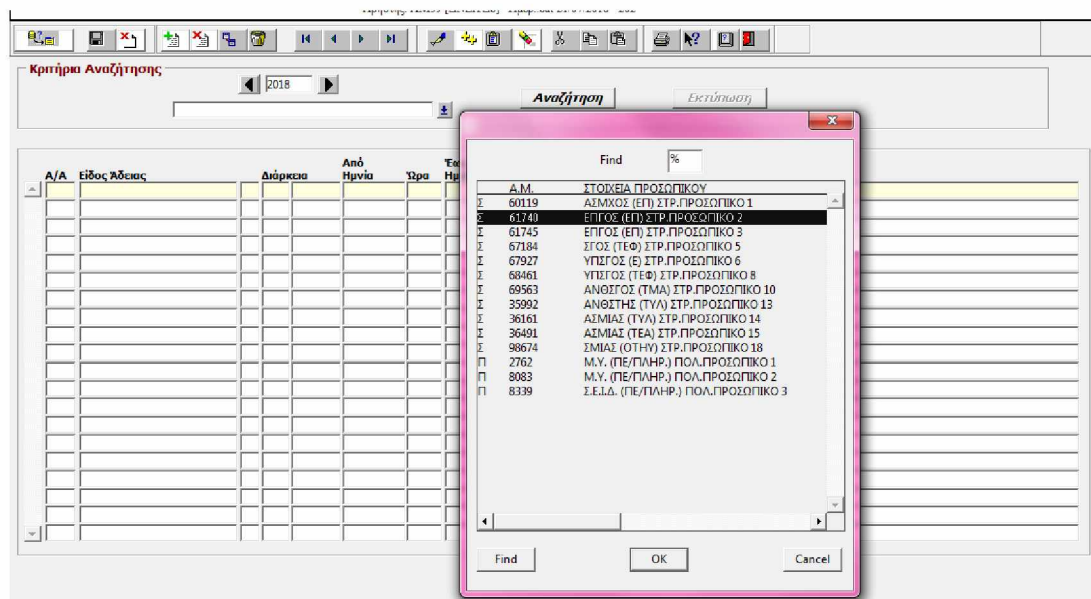 Κριτήρια Αναζήτησης
2018
Αναζήτηση
Εκτύπωση
Α/Α Είδος Άδειας Διάρκεια Από Ημνία Ώρα
Find %
Α.Μ. ΣΤΟΙΧΕΙΑ ΠΡΟΣΩΠΙΚΟΥ
Σ 60119 ΑΣΜΧΟΣ (ΕΠ) ΣΤΡ.ΠΡΟΣΩΠΙΚΟ 1
Σ 61740 ΕΠΓΟΣ (ΕΠ) ΣΤΡ.ΠΡΟΣΩΠΙΚΟ 2
Σ 61745 ΕΠΓΟΣ (ΕΠ) ΣΤΡ.ΠΡΟΣΩΠΙΚΟ 3
Σ 67184 ΣΓΟΣ (ΤΕΦ) ΣΤΡ.ΠΡΟΣΩΠΙΚΟ 5
Σ 67927 ΥΠΣΓΟΣ (Ε) ΣΤΡ.ΠΡΟΣΩΠΙΚΟ 6
Σ 68461 ΥΠΣΓΟΣ (ΤΕΦ) ΣΤΡ.ΠΡΟΣΩΠΙΚΟ 8
Σ 69563 ΑΝΘΣΓΟΣ (ΤΜΑ) ΣΤΡ.ΠΡΟΣΩΠΙΚΟ 10
Σ 35992 ΑΝΘΣΤΗΣ (ΤΥΛ) ΣΤΡ.ΠΡΟΣΩΠΙΚΟ 13
Σ 36161 ΑΣΜΙΑΣ (ΤΥΛ) ΣΤΡ.ΠΡΟΣΩΠΙΚΟ 14
Σ 36491 ΑΣΜΙΑΣ (ΤΕΑ) ΣΤΡ.ΠΡΟΣΩΠΙΚΟ 15
Σ 98674 ΣΜΙΑΣ (ΟΤΗΥ) ΣΤΡ.ΠΡΟΣΩΠΙΚΟ 18
Π 2762 Μ.Υ. (ΠΕ/ΠΛΗΡ.) ΠΟΛ.ΠΡΟΣΩΠΙΚΟ 1
Π 8083 Μ.Υ. (ΠΕ/ΠΛΗΡ.) ΠΟΛ.ΠΡΟΣΩΠΙΚΟ 2
Π 8339 Σ.Ε.Ι.Δ. (ΠΕ/ΠΛΗΡ.) ΠΟΛ.ΠΡΟΣΩΠΙΚΟ 3
Find OK Cancel